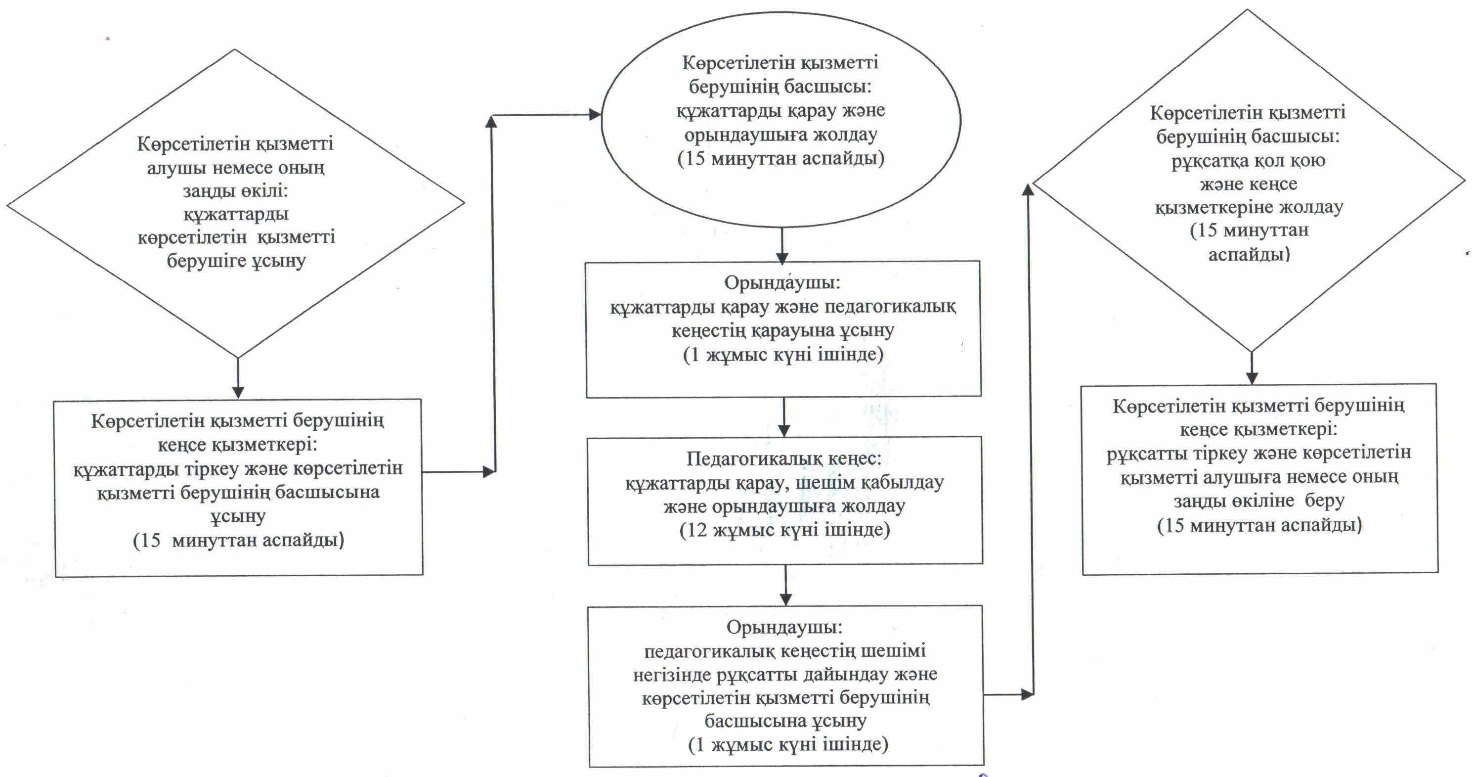 Көрсетілетін қызметті
алушы немесе оның
заңды өкілі:
құжаттарды
көрсетілетін қызметті
берушіге ұсыну
Көрсетілетін қызметті берушінің
кеңсе қызметкері:
құжаттарды тіркеу және көрсетілетін
қызметті берушінің басшысына
ұсыну
(15 минуттан аспайды)
Көрсетілетін қызметті
берушінің басшысы:
құжаттарды қарау және
орындаушыға жолдау
(15 минуттан аспайды)
Орындаушы:
құжаттарды қарау және педагогикалық
кеңестің қарауына ұсыну
(1 жұмыс күні ішінде)
Педагогикалық кеңес:
құжаттарды қарау, шешім қабылдау
және орындаушыға жолдау
(12 жұмыс күні ішінде)
Орындаушы:
педагогикалық кеңестің шешімі
негізінде рұқсатты дайындау және
көрсетілетін қызметті берушінің
басшысына ұсыну
(1 жұмыс күні ішінде)
Көрсетілетін қызметті
берушінің басшысы:
рұқсатқа қол қою
және кеңсе
қызметкеріне жолдау
(15 минуттан
аспайды)
Көрсетілетін қызметті берушінің
кеңсе қызметкері:
рұқсатты тіркеу және көрсетілетін
қызметті алушыға немесе оның
заңды өкіліне беру
(15 минуттан аспайды)